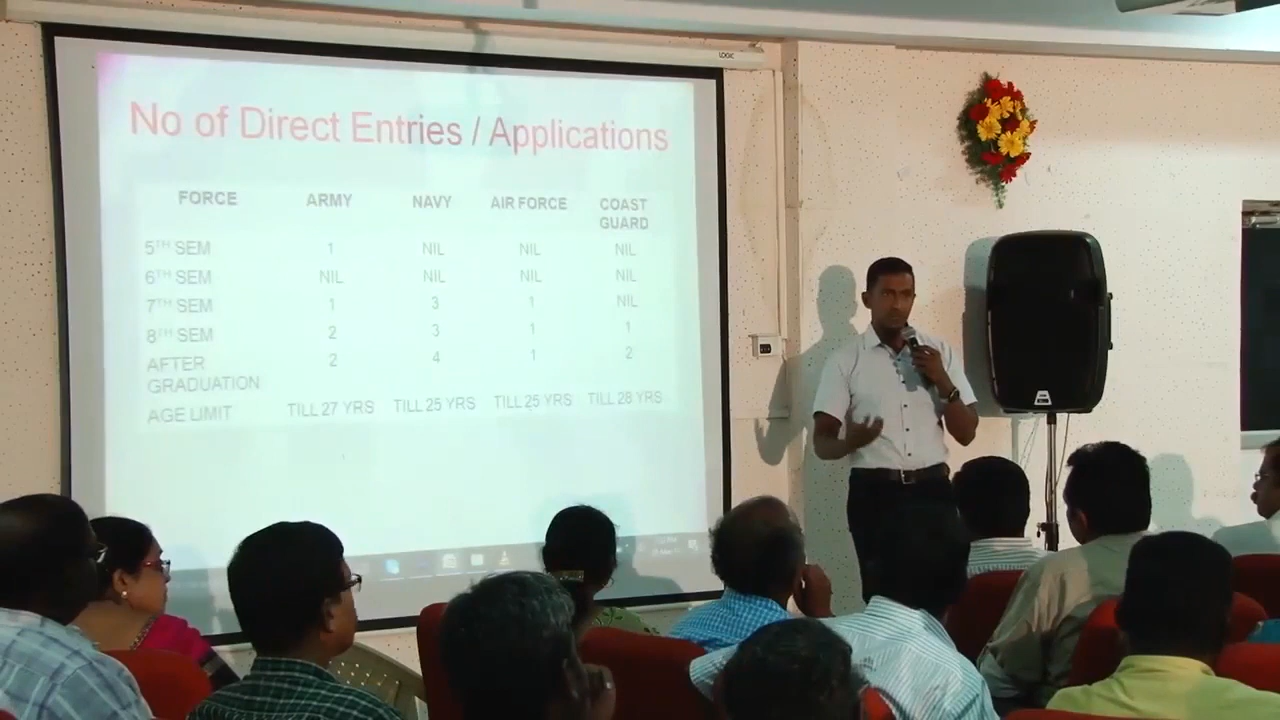 LOGIC
No of Direct Entries / Applications
FORCE ARMY NAVY AIR FORCE COAST GUARD
5TH SEM 1 NIL NIL NIL
6TH SEM NIL NIL NIL NIL
7TH SEM 1 3 1 NIL
8TH SEM 2 3 1 1
AFTER GRADUATION 2 4 1 2
AGE LIMIT TILL 27 YRS TILL 25 YRS TILL 25 YRS TILL 28 YRS